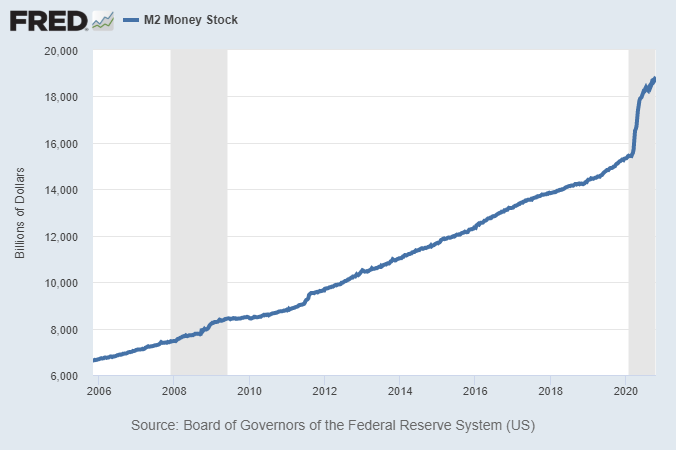 FRED
M2 Money Stock
Billions of Dollars
20,000
18,000
16,000
14,000
12,000
10,000
8,000
6,000
2006 2008 2010 2012 2014 2016 2018 2020
Source: Board of Governors of the Federal Reserve System (US)